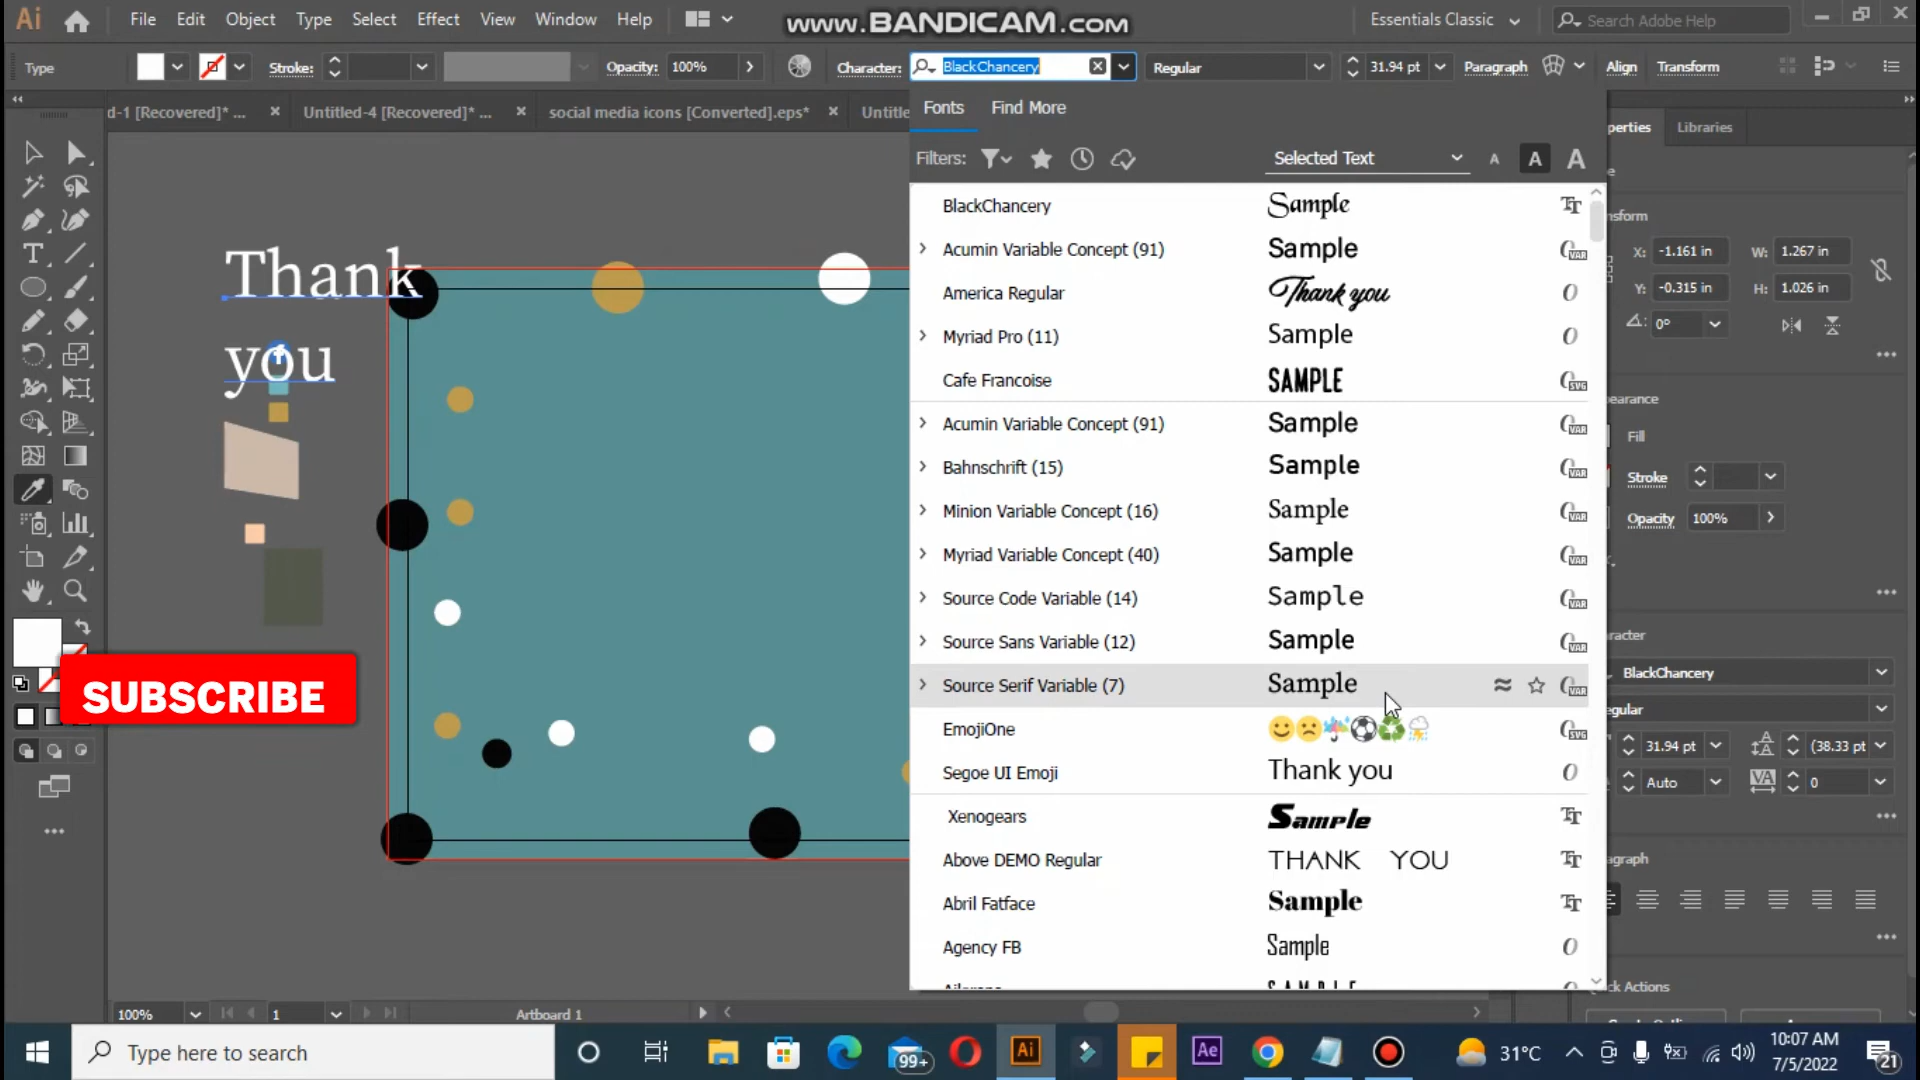 Ai File Edit Object Type Select Effect View Window Help
www.BANDICAM.com
Essentials Classic Search Adobe Help
Type Stroke: Opacity: 100% Character: BlackChancery Regular 31.94 pt Paragraph Align Transform
d-1 [Recovered]* ... Untitled-4 [Recovered]* ... social media icons [Converted].eps*
Fonts Find More
Filters: Selected Text A A A
BlackChancery Sample
Acumin Variable Concept (91) Sample
America Regular Thank you
Myriad Pro (11) Sample
Cafe Francoise SAMPLE
Acumin Variable Concept (91) Sample
Bahnschrift (15) Sample
Minion Variable Concept (16) Sample
Myriad Variable Concept (40) Sample
Source Code Variable (14) Sample
Source Sans Variable (12) Sample
Source Serif Variable (7) Sample
EmojiOne
Segoe UI Emoji Thank you
Xenogears Sample
Above DEMO Regular THANK YOU
Abril Fatface Sample
Agency FB Sample
Thank
you
SUBSCRIBE
Libraries
X: -1.161 in W: 1.267 in
Y: -0.315 in H: 1.026 in
0°
Fill
Stroke
Opacity 100%
BlackChancery
31.94 pt (38.33 pt
Auto 0
100% 1 Artboard 1
Type here to search
99+
Ai Ae
31°C
10:07 AM
7/5/2022
21